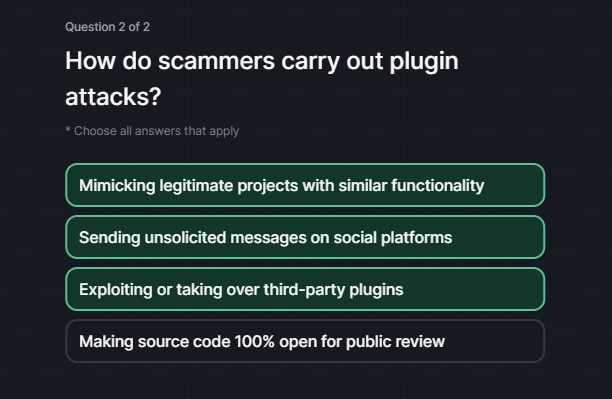 Question 2 of 2
How do scammers carry out plugin
attacks?
* Choose all answers that apply
Mimicking legitimate projects with similar functionality
Sending unsolicited messages on social platforms
Exploiting or taking over third-party plugins
Making source code 100% open for public review